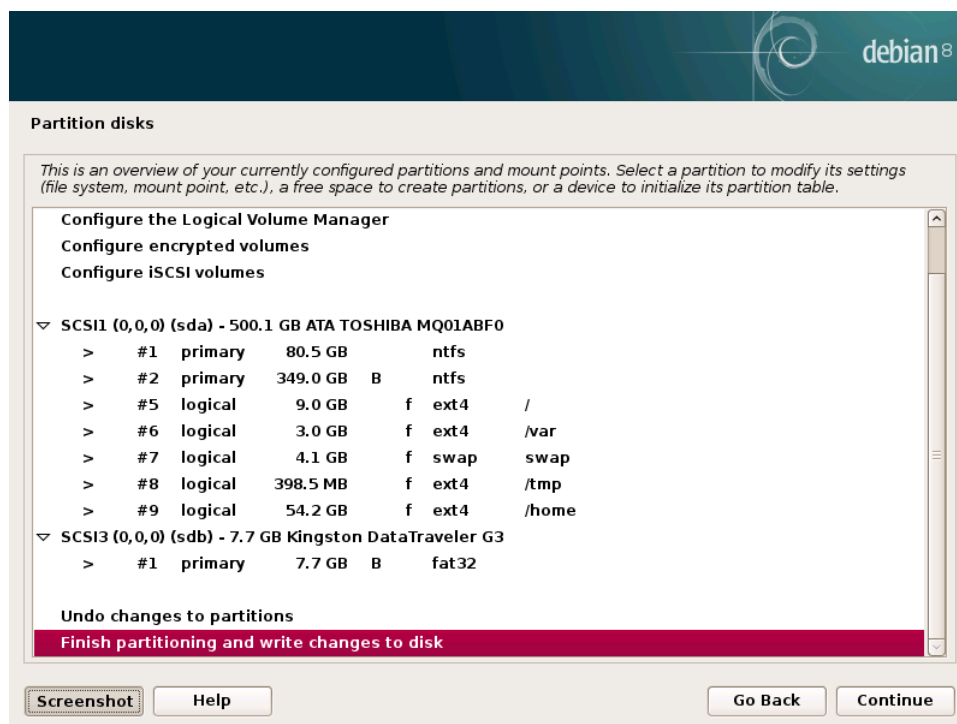 debian 8
Partition disks
This is an overview of your currently configured partitions and mount points. Select a partition to modify its settings
(file system, mount point, etc.), a free space to create partitions, or a device to initialize its partition table.
Configure the Logical Volume Manager
Configure encrypted volumes
Configure iSCSI volumes
SCSI1 (0,0,0) (sda) - 500.1 GB ATA TOSHIBA MQ01ABF0
> #1 primary 80.5 GB ntfs
> #2 primary 349.0 GB B ntfs
> #5 logical 9.0 GB f ext4 /
> #6 logical 3.0 GB f ext4 /var
> #7 logical 4.1 GB f swap swap
> #8 logical 398.5 MB f ext4 /tmp
> #9 logical 54.2 GB f ext4 /home
SCSI3 (0,0,0) (sdb) - 7.7 GB Kingston DataTraveler G3
> #1 primary 7.7 GB B fat32
Undo changes to partitions
Finish partitioning and write changes to disk
Screenshot Help Go Back Continue